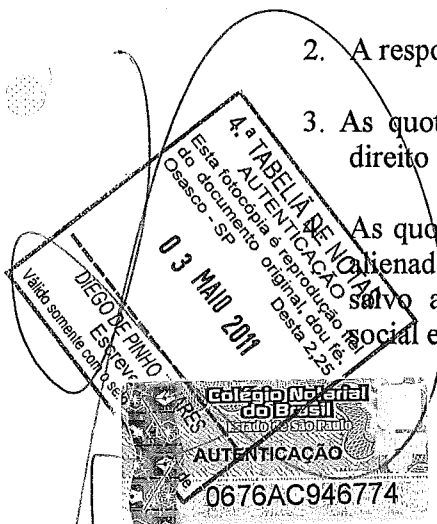 2. A respo
3. As quot
direito
4. As quo
alienad
salvo a
social e
4.ª TABELIÃ DE NOTAS
AUTENTICAÇÃO
Esta fotocópia é reprodução fiel
do documento original, dou fé.
Osasco - SP
Desta 2,25
03 MAIO 2011
DIEGO DE PINHO
Escreve
Válido somente com o se
Colégio Notarial
do Brasil
Estado de São Paulo
AUTENTICAÇÃO
0676AC946774